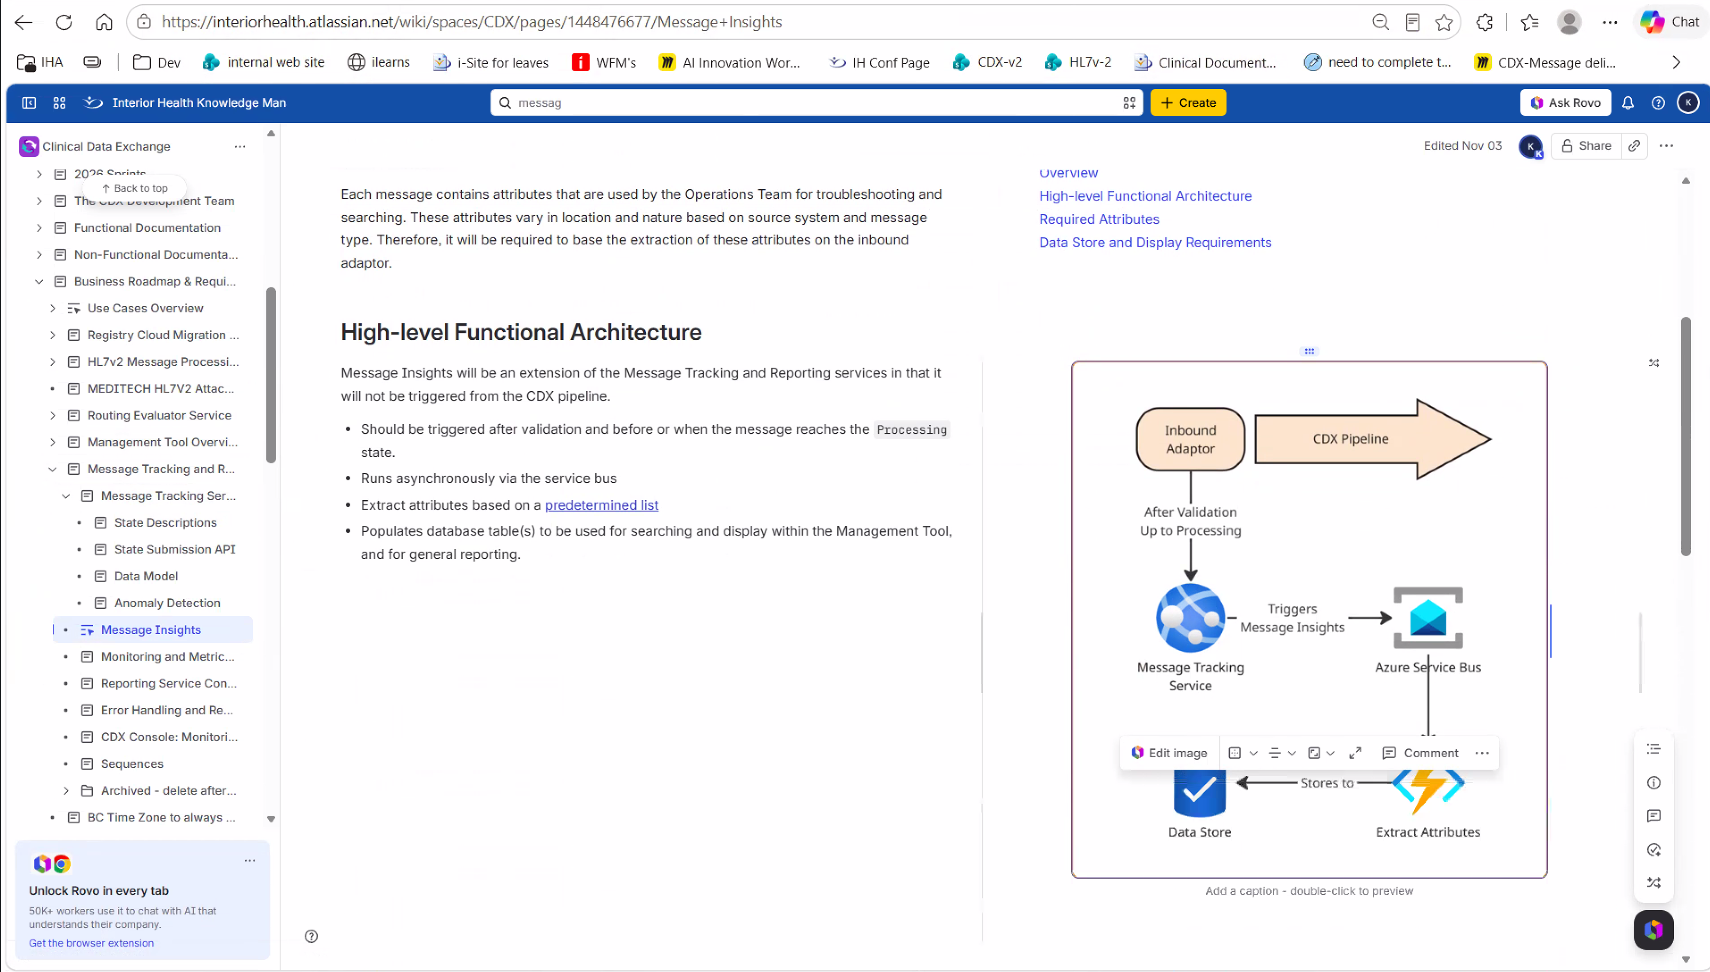 https://interiorhealth.atlassian.net/wiki/spaces/CDX/pages/1448476677/Message+Insights
Chat
IHA
Dev
internal web site
ilearns
i-Site for leaves
WFM's
AI Innovation Wor...
IH Conf Page
CDX-v2
HL7v-2
Clinical Document...
need to complete t...
CDX-Message deli...
Interior Health Knowledge Man
messag
Create
Ask Rovo
K
Clinical Data Exchange
2026 Sprints
Back to top
The CDX Development Team
Functional Documentation
Non-Functional Documenta...
Business Roadmap & Requi...
Use Cases Overview
Registry Cloud Migration ...
HL7v2 Message Processi...
MEDITECH HL7V2 Attac...
Routing Evaluator Service
Management Tool Overvi...
Message Tracking and R...
Message Tracking Ser...
State Descriptions
State Submission API
Data Model
Anomaly Detection
Message Insights
Monitoring and Metric...
Reporting Service Con...
Error Handling and Re...
CDX Console: Monitori...
Sequences
Archived - delete after...
BC Time Zone to always ...
Unlock Rovo in every tab
50K+ workers use it to chat with AI that
understands their company.
Get the browser extension
Edited Nov 03
K
K
Share
Each message contains attributes that are used by the Operations Team for troubleshooting and
searching. These attributes vary in location and nature based on source system and message
type. Therefore, it will be required to base the extraction of these attributes on the inbound
adaptor.
Overview
High-level Functional Architecture
Required Attributes
Data Store and Display Requirements
High-level Functional Architecture
Message Insights will be an extension of the Message Tracking and Reporting services in that it
will not be triggered from the CDX pipeline.
• Should be triggered after validation and before or when the message reaches the Processing
state.
• Runs asynchronously via the service bus
• Extract attributes based on a predetermined list
• Populates database table(s) to be used for searching and display within the Management Tool,
and for general reporting.
Inbound
Adaptor
CDX Pipeline
After Validation
Up to Processing
Triggers
Message Insights
Message Tracking
Service
Azure Service Bus
Edit image
Comment
Stores to
Data Store
Extract Attributes
Add a caption - double-click to preview